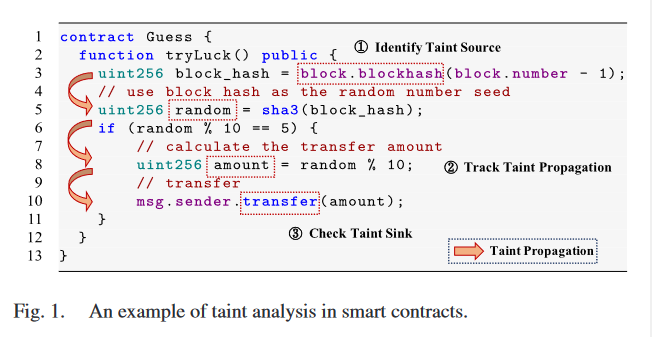 1 contract Guess {
2 function tryLuck() public { ① Identify Taint Source
3 uint256 block_hash = block.blockhash(block.number - 1);
4 // use block hash as the random number seed
5 uint256 random = sha3(block_hash);
6 if (random % 10 == 5) {
7 // calculate the transfer amount
8 uint256 amount = random % 10; ② Track Taint Propagation
9 // transfer
10 msg.sender.transfer(amount);
11 }
12 } ③ Check Taint Sink
13 } Taint Propagation
Fig. 1. An example of taint analysis in smart contracts.